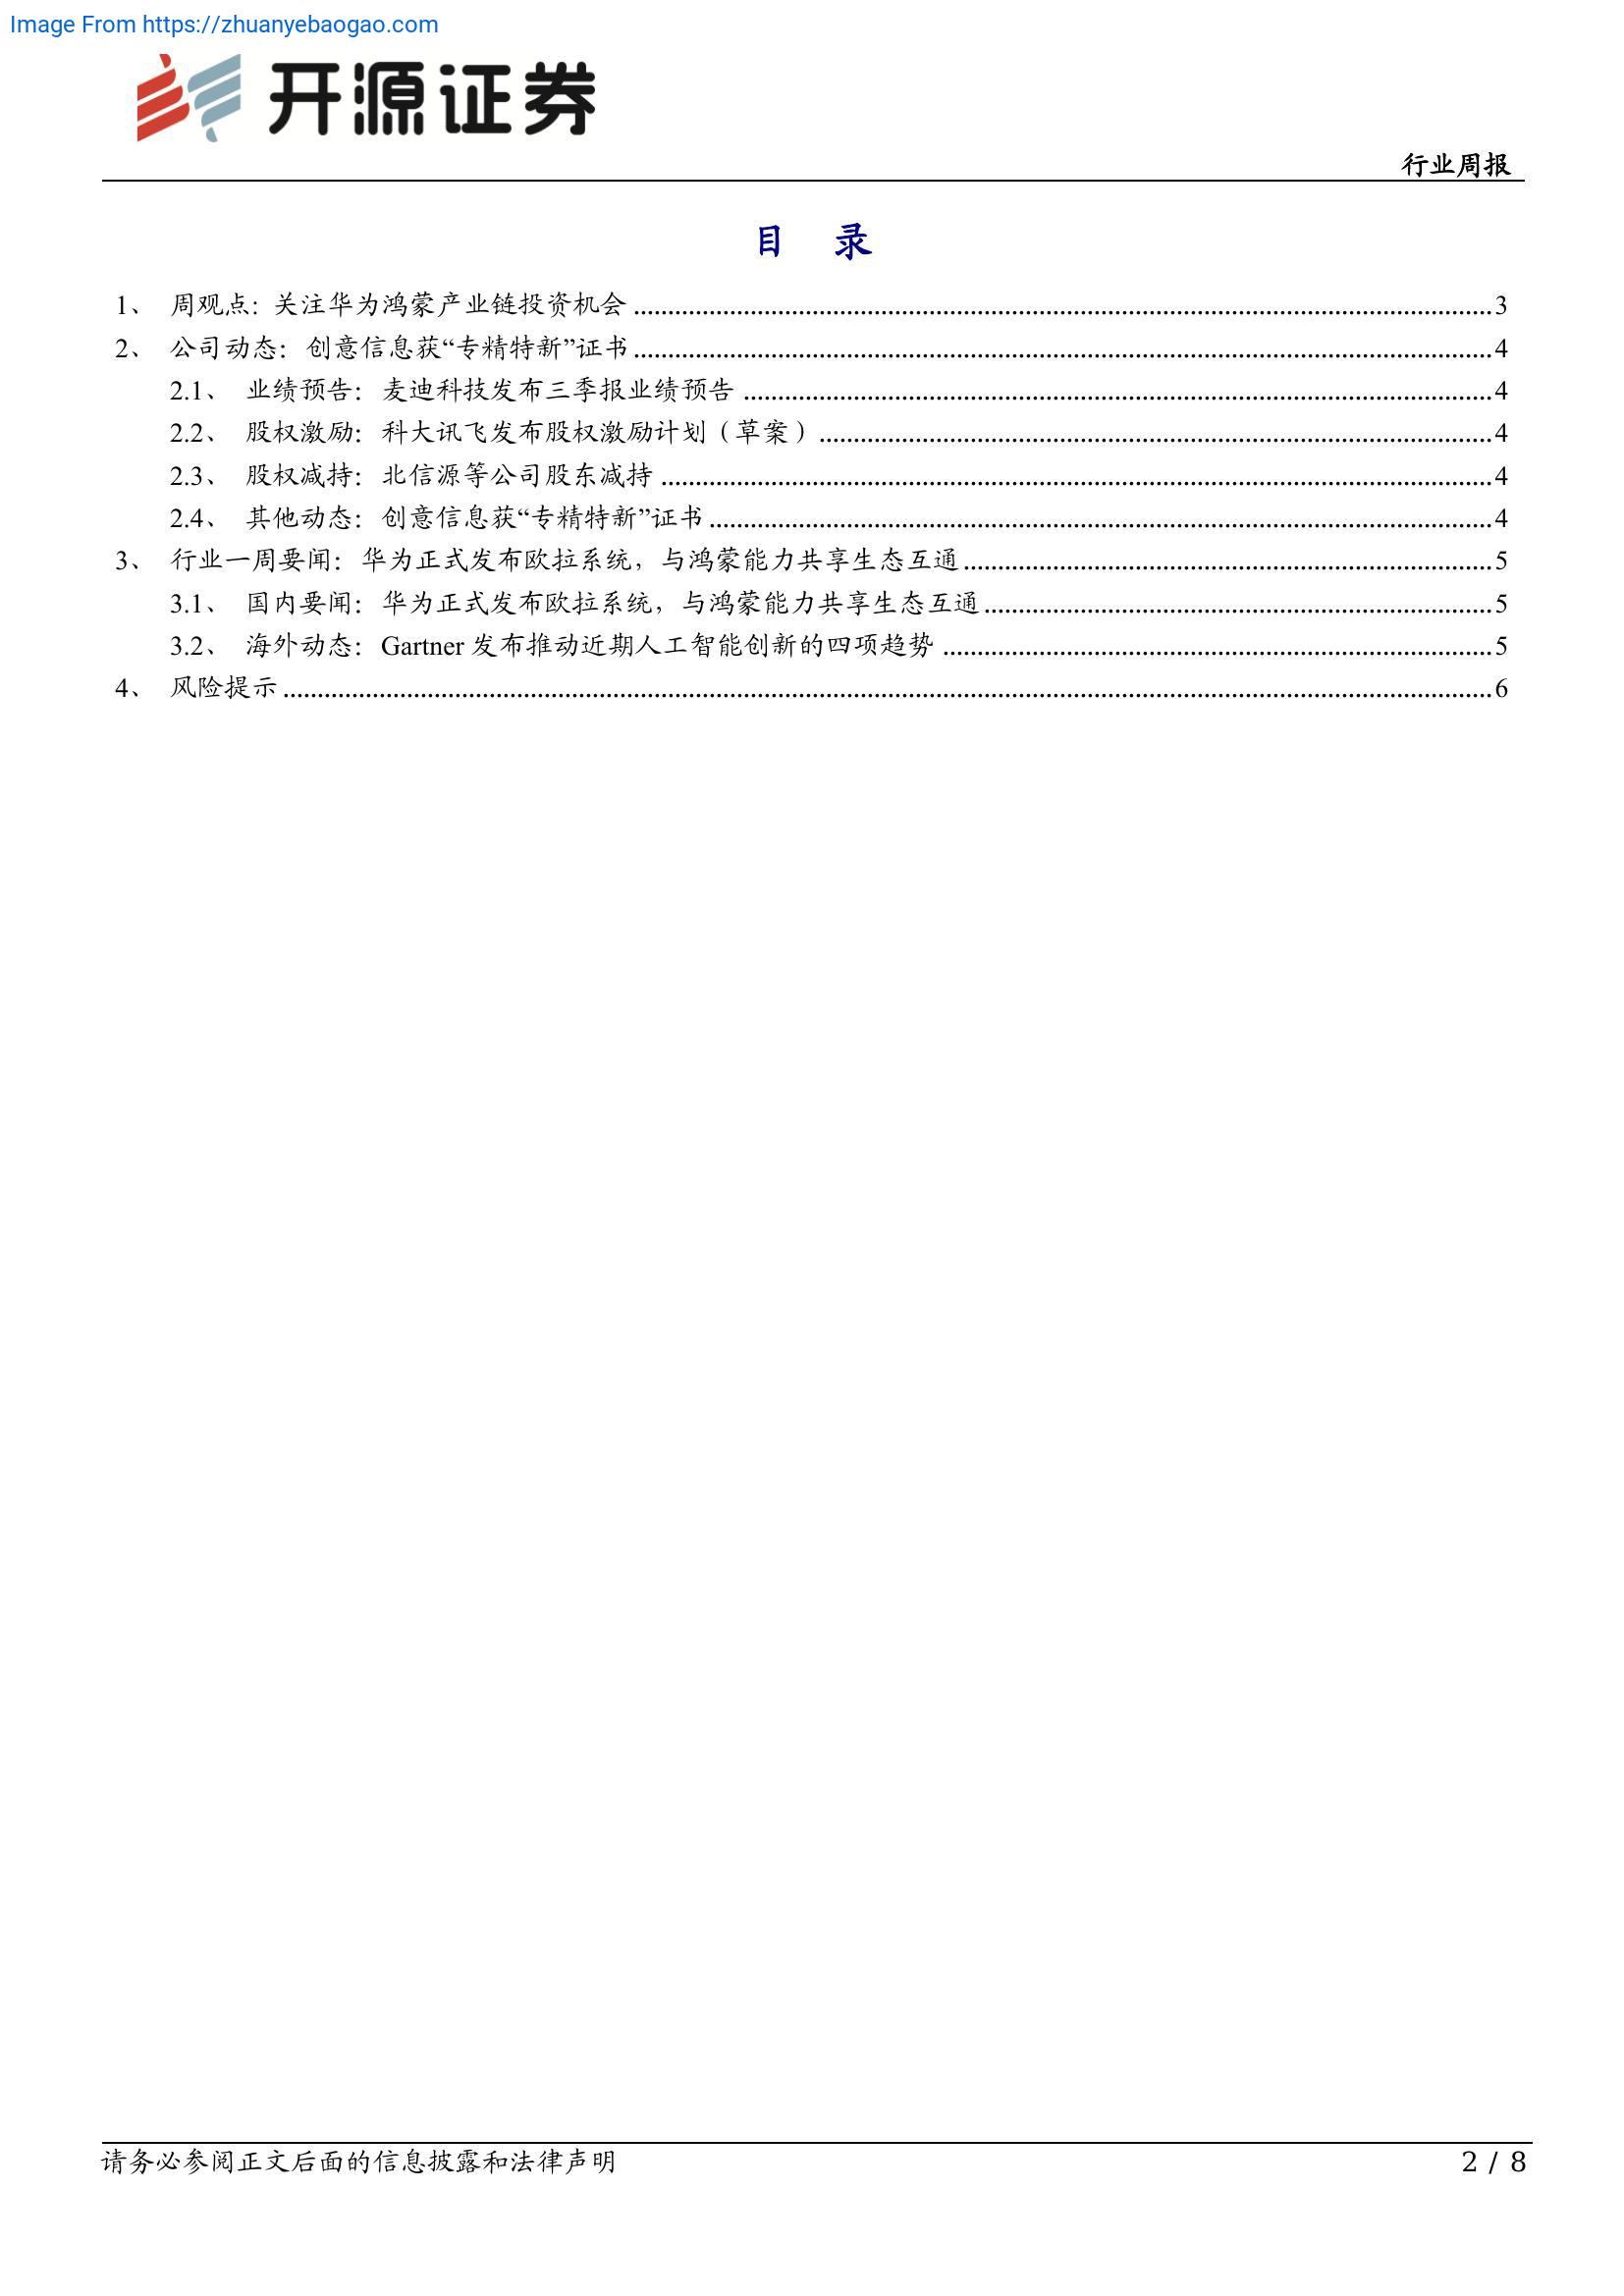 Image From https://zhuanyebaogao.com
开源证券
行业周报
目 录
1、 周观点：关注华为鸿蒙产业链投资机会 3
2、 公司动态：创意信息获“专精特新”证书 4
2.1、 业绩预告：麦迪科技发布三季报业绩预告 4
2.2、 股权激励：科大讯飞发布股权激励计划（草案） 4
2.3、 股权减持：北信源等公司股东减持 4
2.4、 其他动态：创意信息获“专精特新”证书 4
3、 行业一周要闻：华为正式发布欧拉系统，与鸿蒙能力共享生态互通 5
3.1、 国内要闻：华为正式发布欧拉系统，与鸿蒙能力共享生态互通 5
3.2、 海外动态：Gartner 发布推动近期人工智能创新的四项趋势 5
4、 风险提示 6
请务必参阅正文后面的信息披露和法律声明 2 / 8